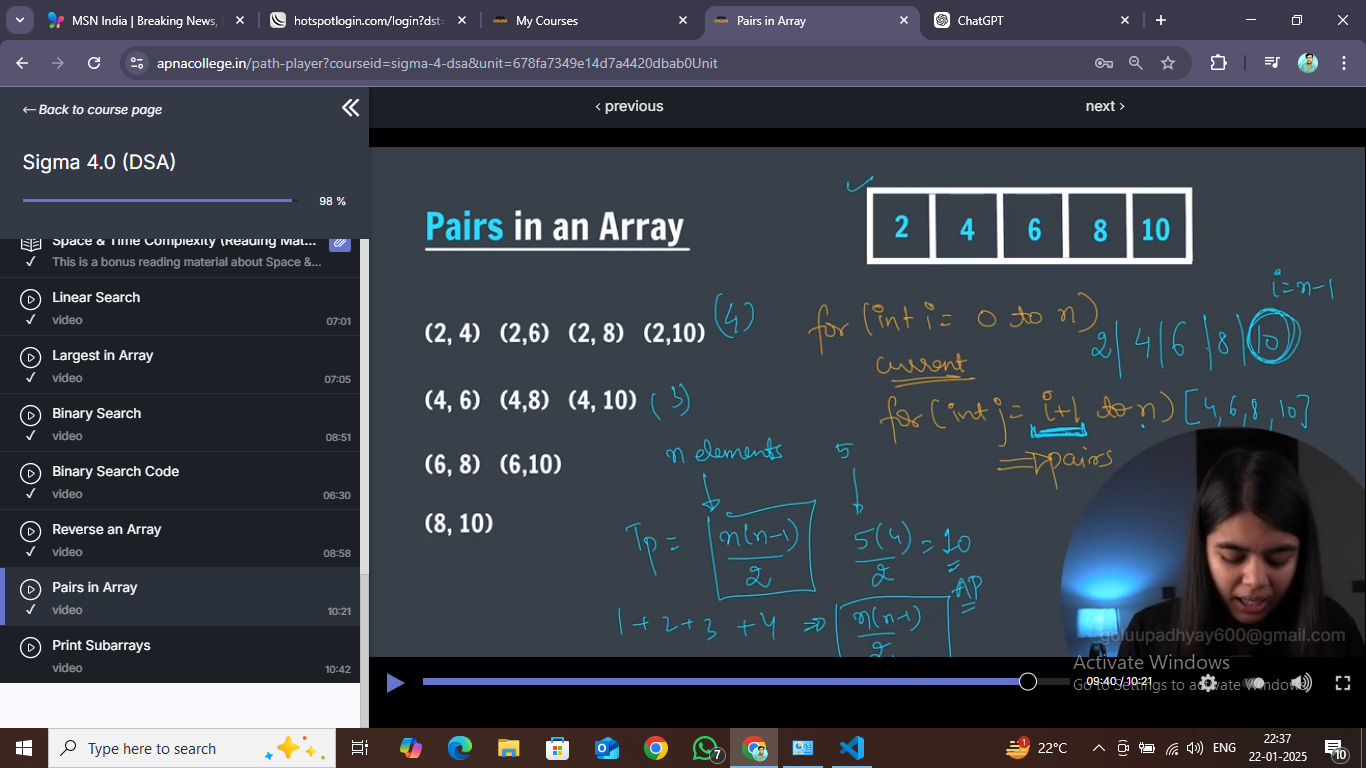 MSN India | Breaking News,
hotspotlogin.com/login?dst=
My Courses
Pairs in Array
ChatGPT
apnacollege.in/path-player?courseid=sigma-4-dsa&unit=678fa7349e14d7a4420dbab0Unit
← Back to course page
‹ previous
next ›
Sigma 4.0 (DSA)
98 %
Space & Time Complexity (Reading Mat...
This is a bonus reading material about Space &...
Linear Search
video 07:01
Largest in Array
video 07:05
Binary Search
video 08:51
Binary Search Code
video 06:30
Reverse an Array
video 08:58
Pairs in Array
video 10:21
Print Subarrays
video 10:42
Pairs in an Array
2 4 6 8 10
i=n-1
(2, 4) (2,6) (2, 8) (2,10) (4)
for (int i = 0 to n)
2 | 4 | 6 | 8 | 10
current
(4, 6) (4,8) (4, 10) (3)
for (int j = i+1 to n) [4,6,8,10]
⇒ pairs
(6, 8) (6,10)
n elements 5
(8, 10)
Tp = n(n-1)/2 5(4)/2 = 10
AP
1+2+3 +4 ⇒ n(n-1)/2
goluupadhyay600@gmail.com
Activate Windows
Go to Settings to activate Windows.
09:40 / 10:21
Type here to search
7
1
22°C
ENG
22:37
22-01-2025
10